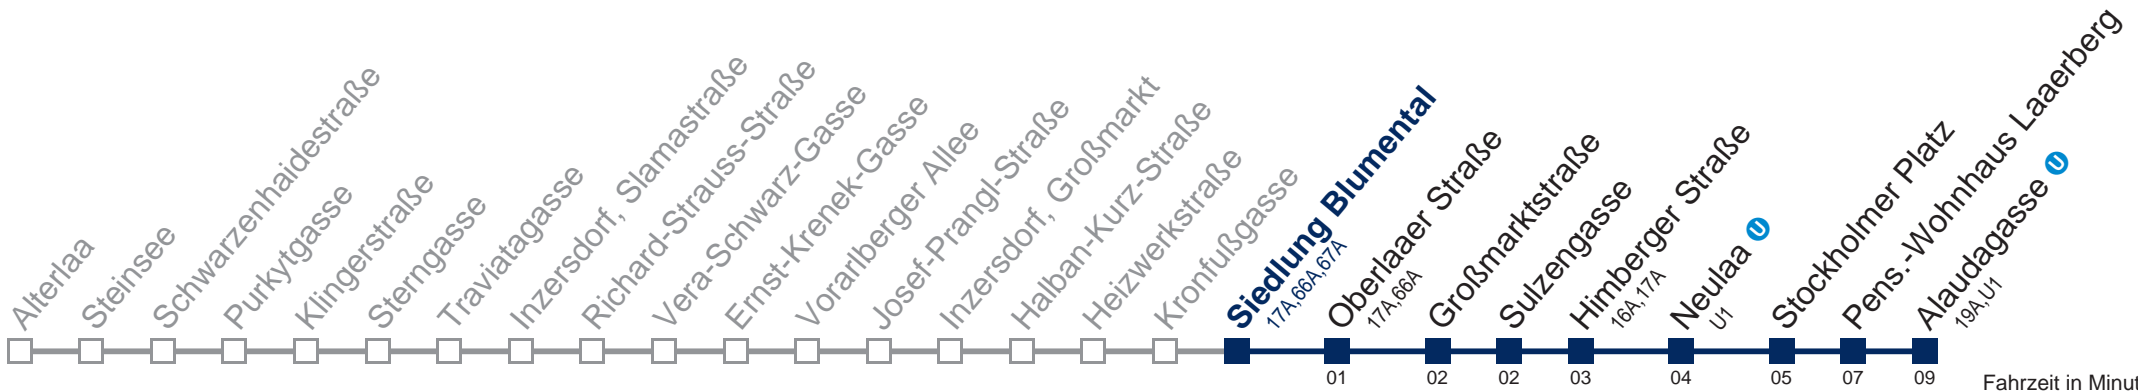 Alterlaa
Steinsee
Schwarzenhaidestraße
Purkytgasse
Klingerstraße
Sterngasse
Traviatagasse
Inzersdorf, Slamastraße
Richard-Strauss-Straße
Vera-Schwarz-Gasse
Ernst-Krenek-Gasse
Vorarlberger Allee
Josef-Prangl-Straße
Inzersdorf, Großmarkt
Halban-Kurz-Straße
Heizwerkstraße
Kronfußgasse
Siedlung Blumental
17A,66A,67A
Oberlaaer Straße
17A,66A
Großmarktstraße
Sulzengasse
Himberger Straße
16A,17A
Neulaa U
U1
Stockholmer Platz
Pens.-Wohnhaus Laaerberg
Alaudagasse U
19A,U1
01 02 02 03 04 05 07 09
Fahrzeit in Minut